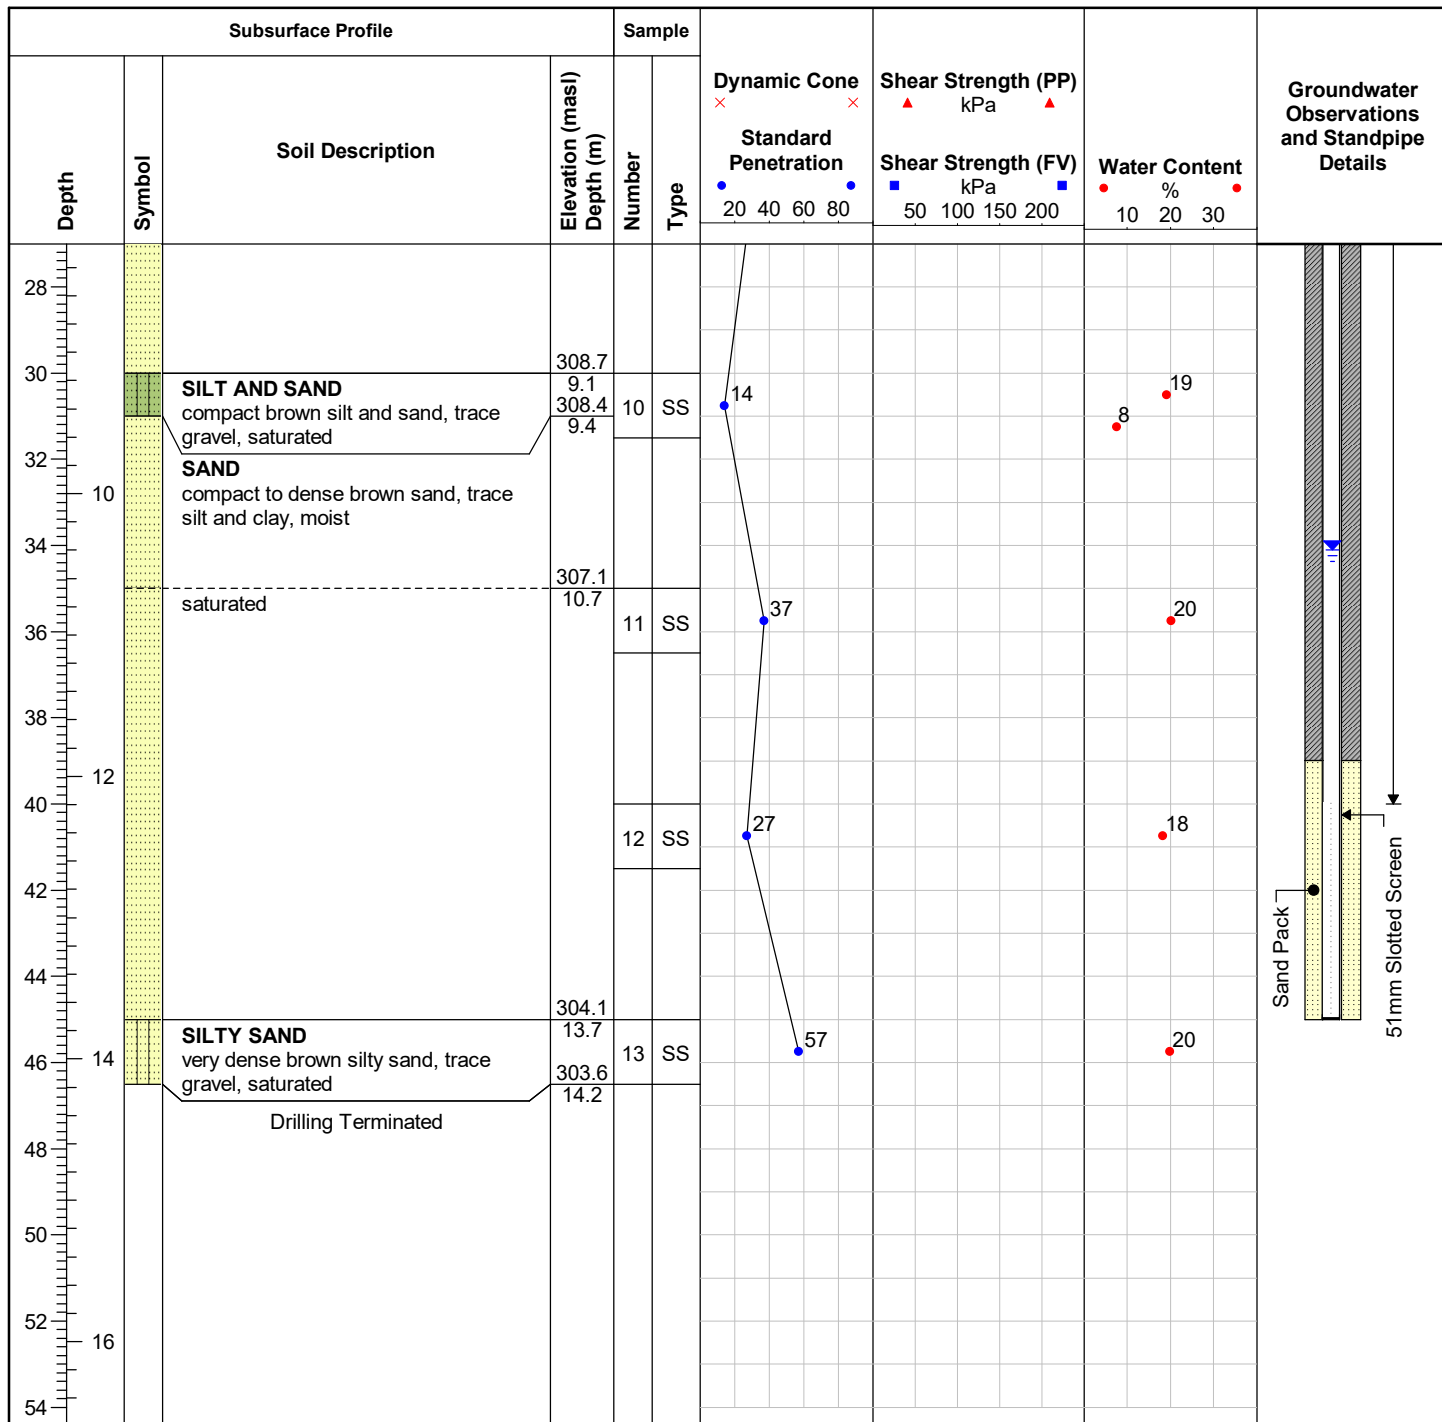 Subsurface Profile
Sample
Depth
Symbol
Soil Description
Elevation (masl)
Depth (m)
Number
Type
Dynamic Cone
Standard
Penetration
20 40 60 80
Shear Strength (PP)
kPa
Shear Strength (FV)
kPa
50 100 150 200
Water Content
%
10 20 30
Groundwater
Observations
and Standpipe
Details
28
30
32
34
36
38
40
42
44
46
48
50
52
54
10
12
14
16
308.7
9.1
SILT AND SAND
compact brown silt and sand, trace
gravel, saturated
308.4
9.4
10 SS
14
19
8
SAND
compact to dense brown sand, trace
silt and clay, moist
307.1
10.7
saturated
11 SS
37
20
12 SS
27
18
304.1
13.7
SILTY SAND
very dense brown silty sand, trace
gravel, saturated
303.6
14.2
13 SS
57
20
Drilling Terminated
Sand Pack
51mm Slotted Screen